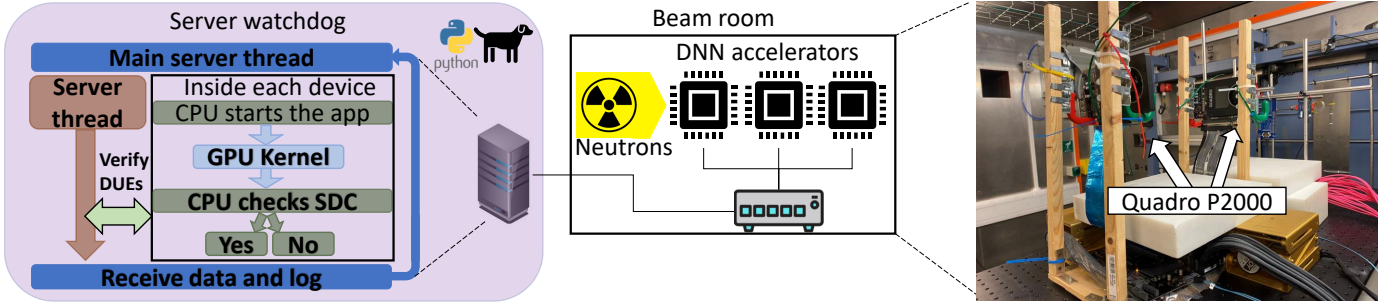 Server watchdog
python
Main server thread
Server
thread
Inside each device
CPU starts the app
GPU Kernel
Verify
DUEs
CPU checks SDC
Yes
No
Receive data and log
Beam room
DNN accelerators
Neutrons
Quadro P2000